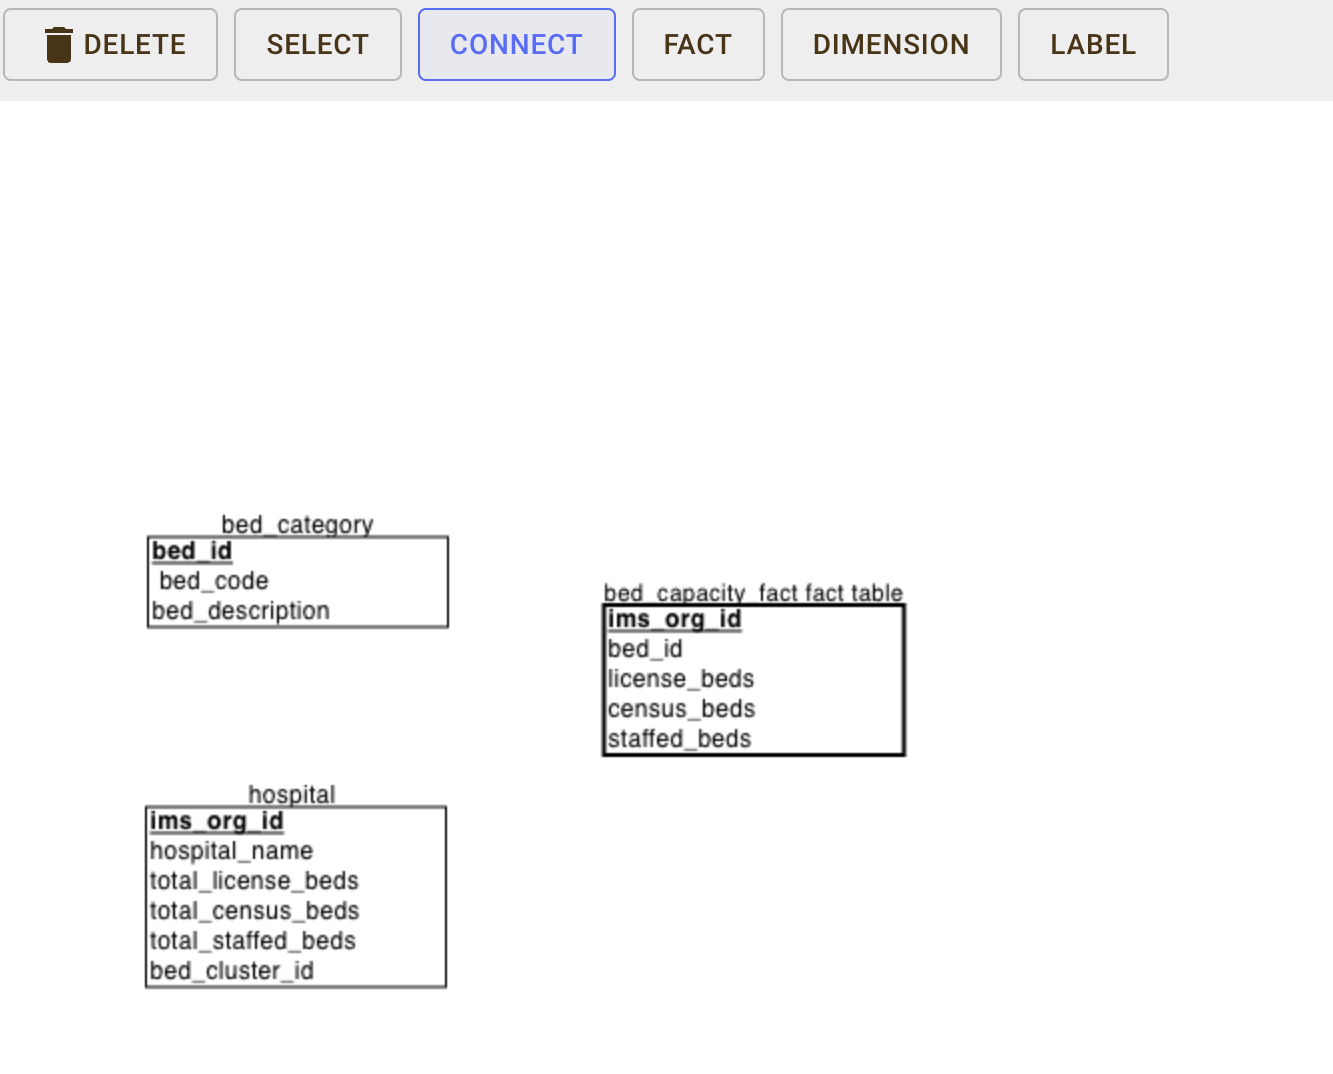 DELETE SELECT CONNECT FACT DIMENSION LABEL
bed_category
bed_id
bed_code
bed_description
bed_capacity_fact fact table
ims_org_id
bed_id
license_beds
census_beds
staffed_beds
hospital
ims_org_id
hospital_name
total_license_beds
total_census_beds
total_staffed_beds
bed_cluster_id